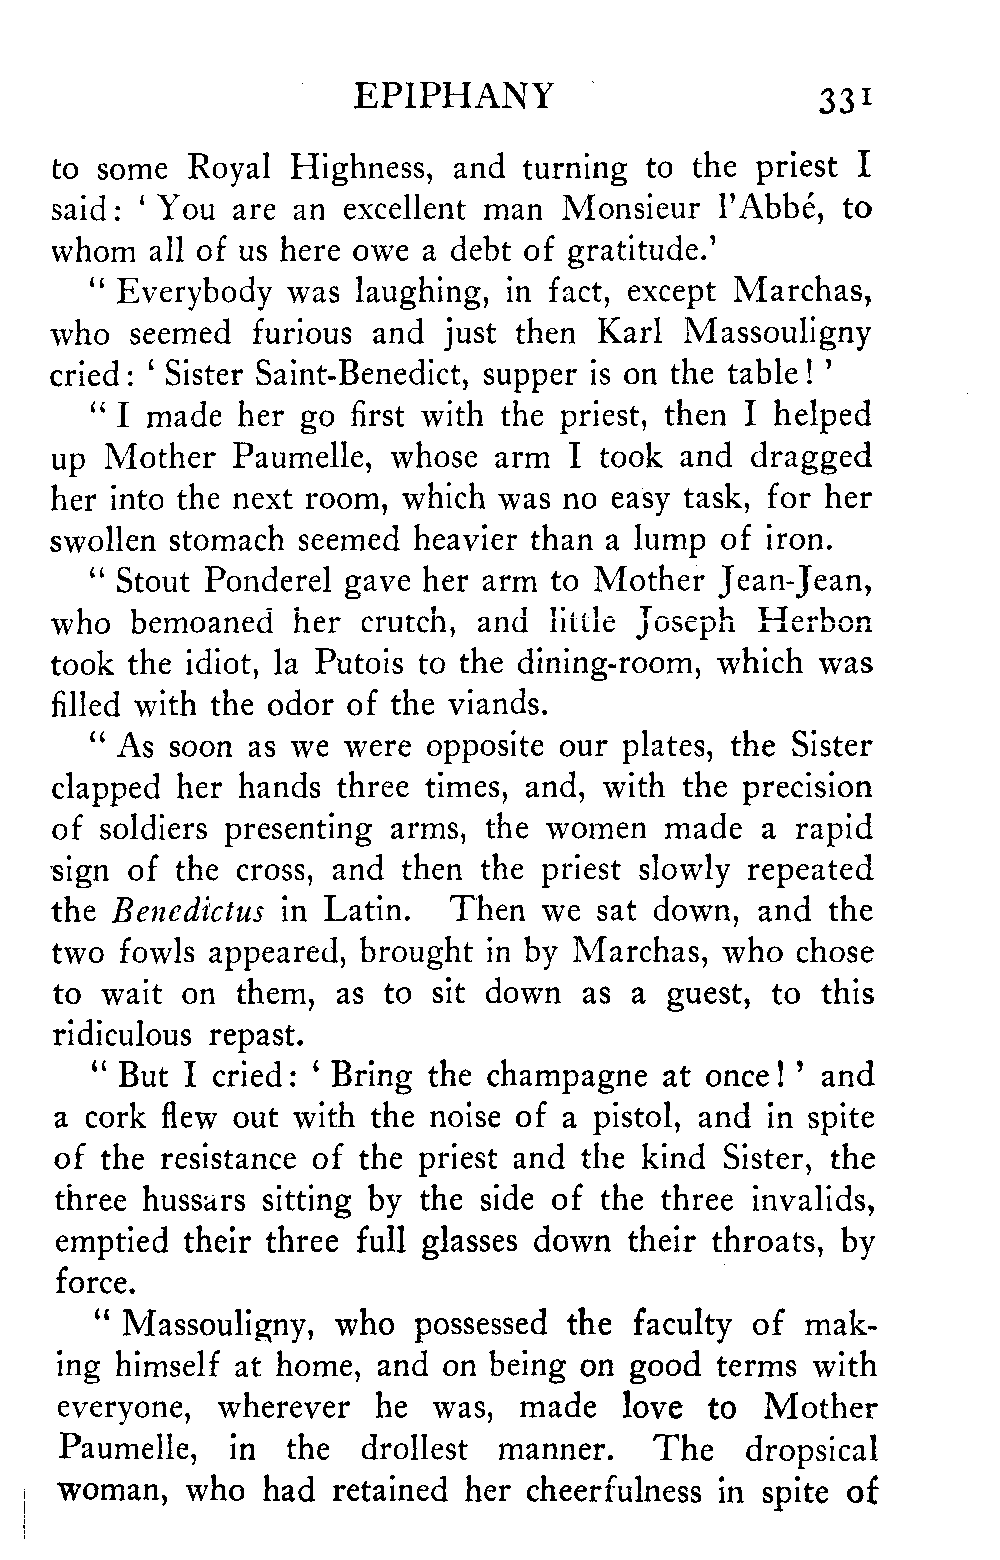 EPIPHANY 331
to some Royal Highness, and turning to the priest I
said: ‘ You are an excellent man Monsieur l’Abbé, to
whom all of us here owe a debt of gratitude.’
“ Everybody was laughing, in fact, except Marchas,
who seemed furious and just then Karl Massouligny
cried: ‘ Sister Saint-Benedict, supper is on the table! ’
“ I made her go first with the priest, then I helped
up Mother Paumelle, whose arm I took and dragged
her into the next room, which was no easy task, for her
swollen stomach seemed heavier than a lump of iron.
“ Stout Ponderel gave her arm to Mother Jean-Jean,
who bemoaned her crutch, and little Joseph Herbon
took the idiot, la Putois to the dining-room, which was
filled with the odor of the viands.
“ As soon as we were opposite our plates, the Sister
clapped her hands three times, and, with the precision
of soldiers presenting arms, the women made a rapid
sign of the cross, and then the priest slowly repeated
the Benedictus in Latin. Then we sat down, and the
two fowls appeared, brought in by Marchas, who chose
to wait on them, as to sit down as a guest, to this
ridiculous repast.
“ But I cried: ‘ Bring the champagne at once! ’ and
a cork flew out with the noise of a pistol, and in spite
of the resistance of the priest and the kind Sister, the
three hussars sitting by the side of the three invalids,
emptied their three full glasses down their throats, by
force.
“ Massouligny, who possessed the faculty of mak-
ing himself at home, and on being on good terms with
everyone, wherever he was, made love to Mother
Paumelle, in the drollest manner. The dropsical
woman, who had retained her cheerfulness in spite of